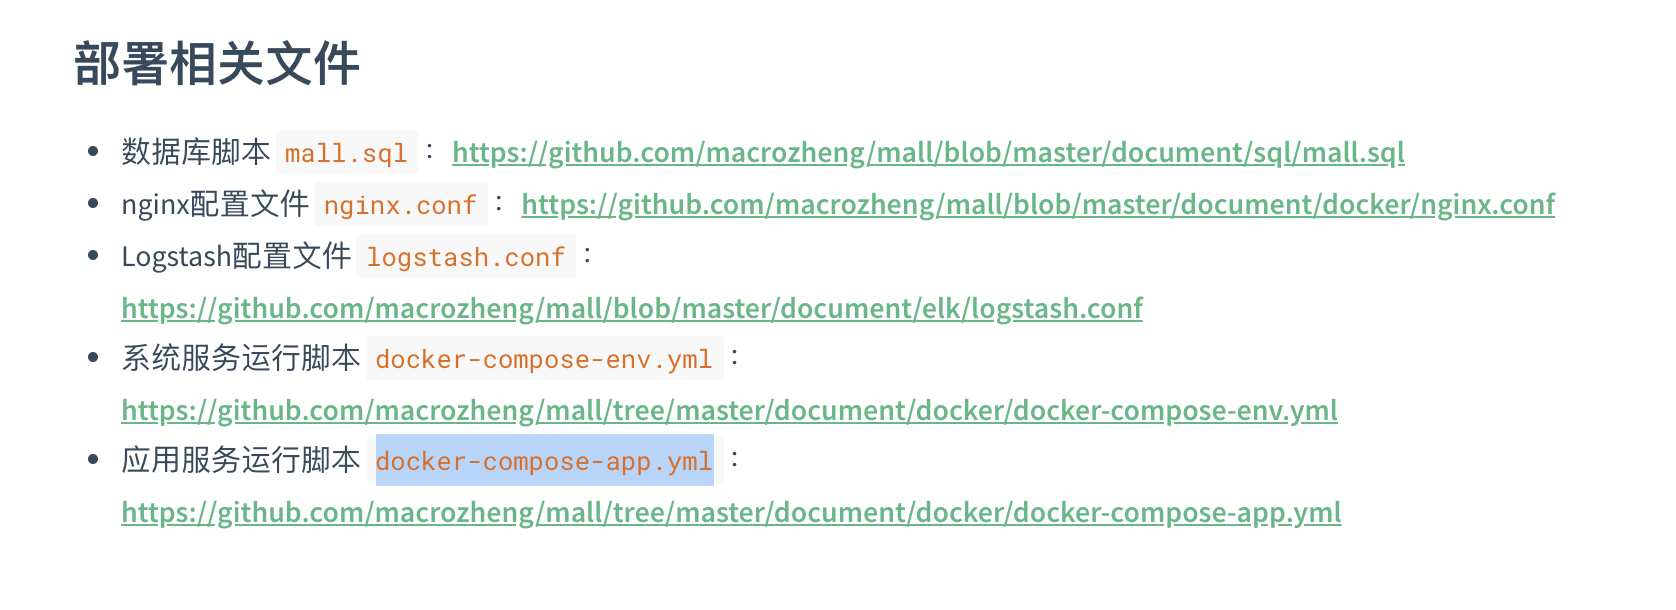 部署相关文件
数据库脚本 mall.sql ： https://github.com/macrozheng/mall/blob/master/document/sql/mall.sql
nginx配置文件 nginx.conf ： https://github.com/macrozheng/mall/blob/master/document/docker/nginx.conf
Logstash配置文件 logstash.conf ：
https://github.com/macrozheng/mall/blob/master/document/elk/logstash.conf
系统服务运行脚本 docker-compose-env.yml ：
https://github.com/macrozheng/mall/tree/master/document/docker/docker-compose-env.yml
应用服务运行脚本 docker-compose-app.yml ：
https://github.com/macrozheng/mall/tree/master/document/docker/docker-compose-app.yml